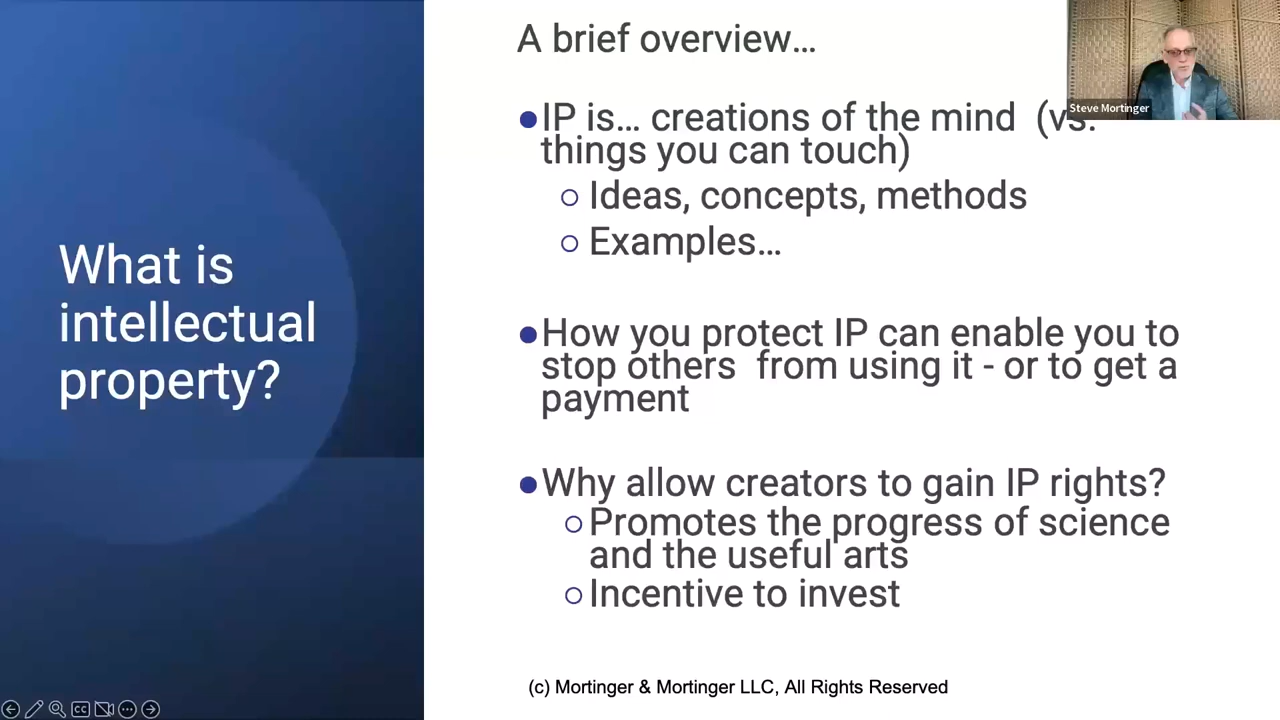 What is
intellectual
property?
A brief overview…
●IP is… creations of the mind (vs.
things you can touch)
○ Ideas, concepts, methods
○ Examples…
●How you protect IP can enable you to
stop others from using it - or to get a
payment
●Why allow creators to gain IP rights?
○Promotes the progress of science
and the useful arts
○Incentive to invest
(c) Mortinger & Mortinger LLC, All Rights Reserved
Steve Mortinger
CC